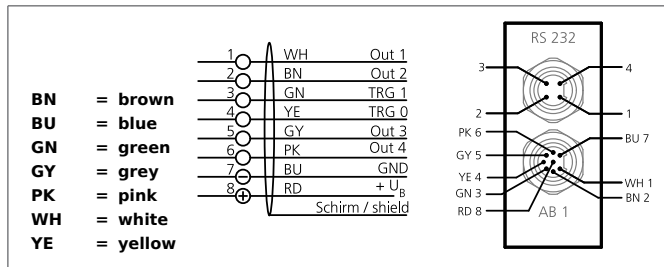 BN = brown
BU = blue
GN = green
GY = grey
PK = pink
WH = white
YE = yellow
1 WH Out 1
2 BN Out 2
3 GN TRG 1
4 YE TRG 0
5 GY Out 3
6 PK Out 4
7 BU GND
8 RD + UB
Schirm / shield
RS 232
3 4
2 1
PK 6 BU 7
GY 5
YE 4 WH 1
GN 3 BN 2
RD 8 AB 1